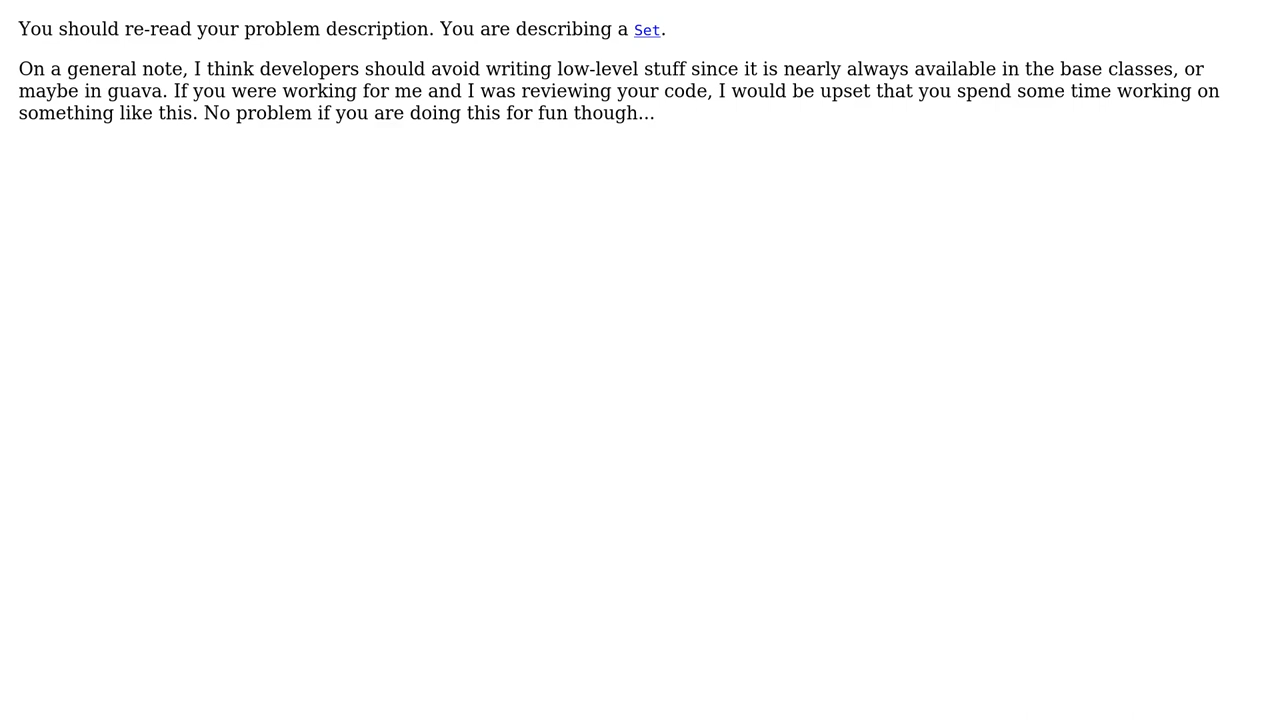 You should re-read your problem description. You are describing a Set.
On a general note, I think developers should avoid writing low-level stuff since it is nearly always available in the base classes, or
maybe in guava. If you were working for me and I was reviewing your code, I would be upset that you spend some time working on
something like this. No problem if you are doing this for fun though...